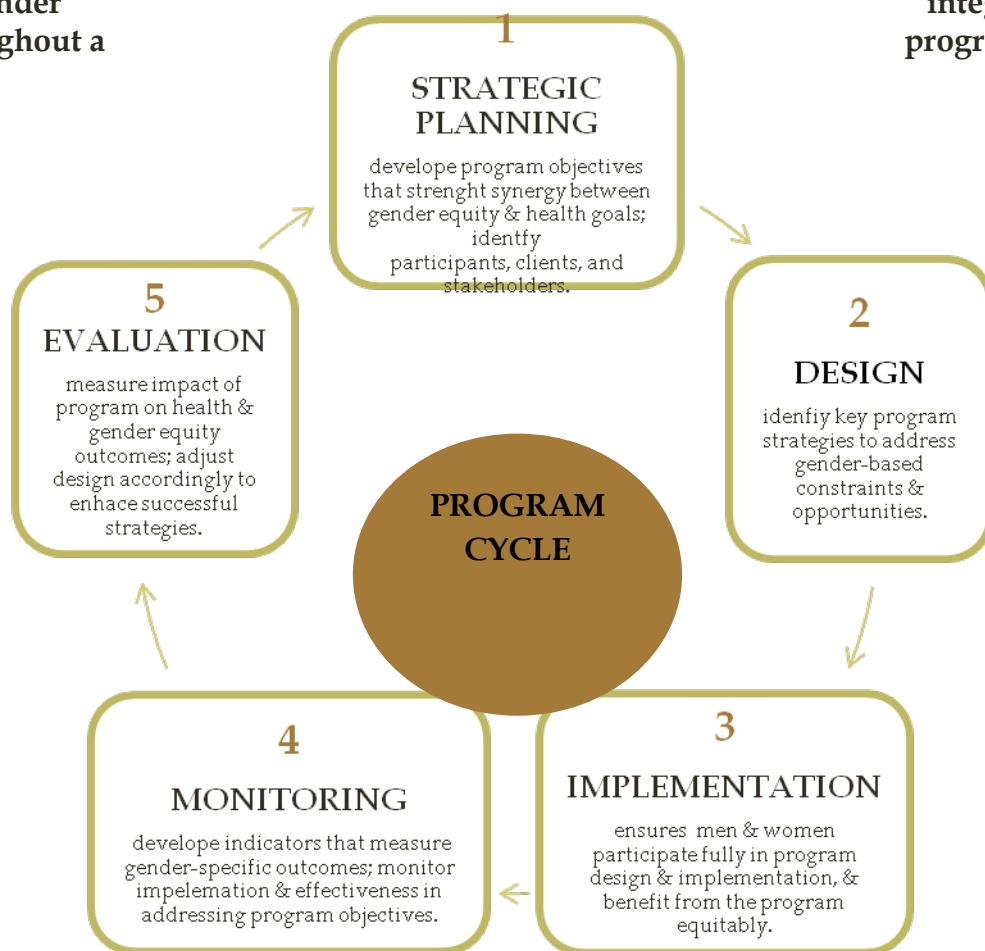 nder
ghout a
integ
progr
1
STRATEGIC
PLANNING
develope program objectives
that strenght synergy between
gender equity & health goals;
identfy
participants, clients, and
stakeholders.
2
DESIGN
idenfiy key program
strategies to address
gender-based
constraints &
opportunities.
3
IMPLEMENTATION
ensures men & women
participate fully in program
design & implementation, &
benefit from the program
equitably.
4
MONITORING
develope indicators that measure
gender-specific outcomes; monitor
impelemation & effectiveness in
addressing program objectives.
5
EVALUATION
measure impact of
program on health &
gender equity
outcomes; adjust
design accordingly to
enhace successful
strategies.
PROGRAM
CYCLE